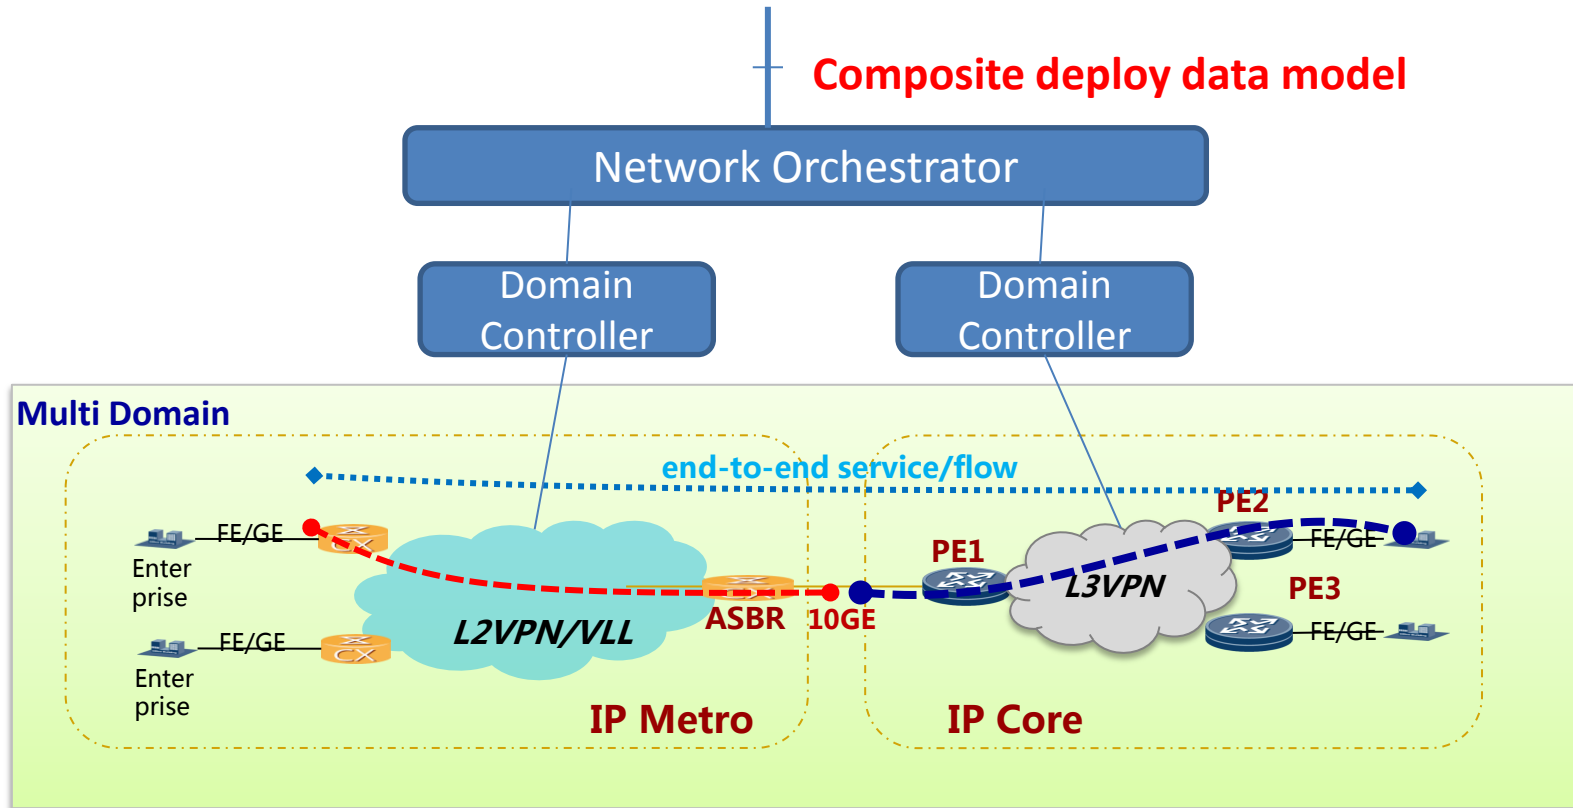 Composite deploy data model
Network Orchestrator
Domain
Controller
Domain
Controller
Multi Domain
end-to-end service/flow
PE2
FE/GE
CX
PE1
FE/GE
Enter
prise
L3VPN
PE3
ASBR
10GE
L2VPN/VLL
FE/GE
CX
FE/GE
Enter
prise
IP Metro
IP Core